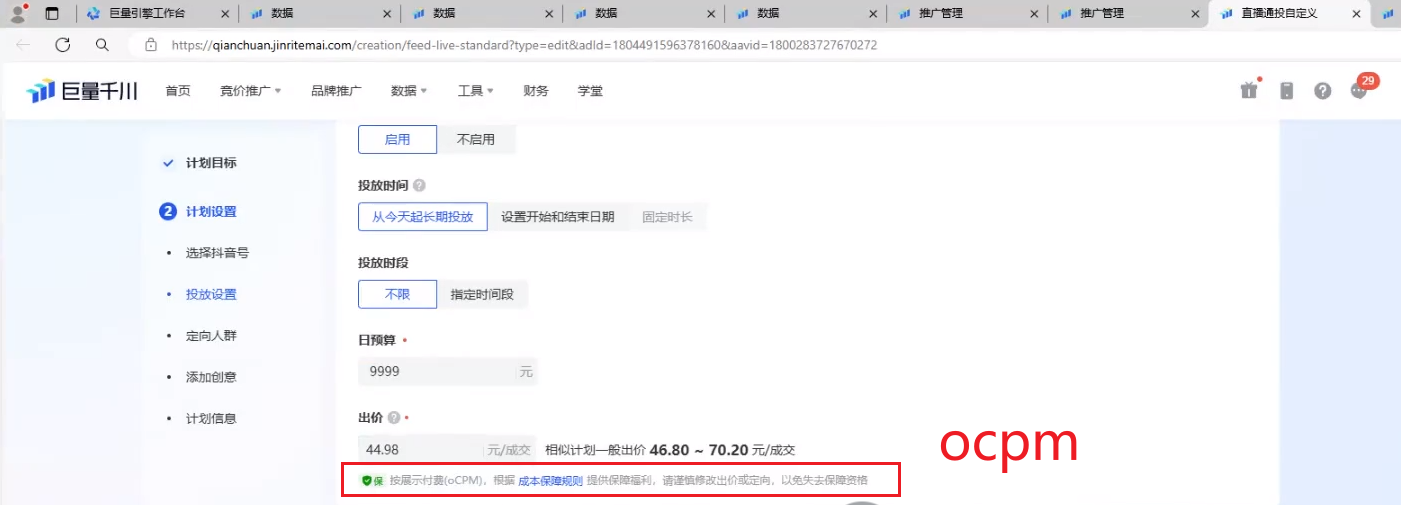 巨量引擎工作台
数据
数据
数据
数据
推广管理
推广管理
直播通投自定义
https://qianchuan.jinritemai.com/creation/feed-live-standard?type=edit&adId=1804491596378160&aavid=1800283727670272
巨量千川
首页
竞价推广
品牌推广
数据
工具
财务
学堂
29
计划目标
2 计划设置
选择抖音号
投放设置
定向人群
添加创意
计划信息
启用
不启用
投放时间
从今天起长期投放
设置开始和结束日期
固定时长
投放时段
不限
指定时间段
日预算
9999
元
出价
44.98
元/成交
相似计划一般出价 46.80 ~ 70.20 元/成交
保 按展示付费(oCPM)，根据 成本保障规则 提供保障福利，请谨慎修改出价或定向，以免失去保障资格
ocpm